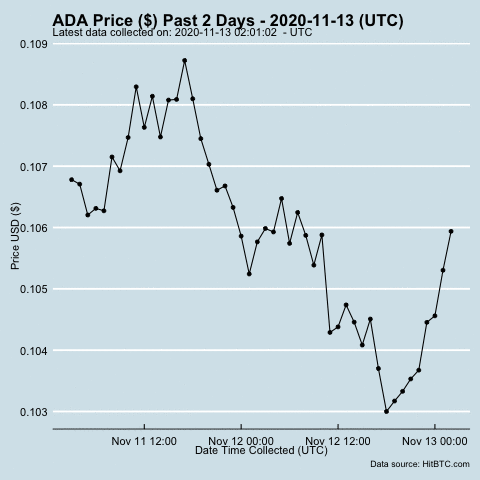 ADA Price ($) Past 2 Days - 2020-11-13 (UTC)
Latest data collected on: 2020-11-13 02:01:02 - UTC
0.109
0.108
0.107
0.106
0.105
0.104
0.103
Price USD ($)
Nov 11 12:00 Nov 12 00:00 Nov 12 12:00 Nov 13 00:00
Date Time Collected (UTC)
Data source: HitBTC.com